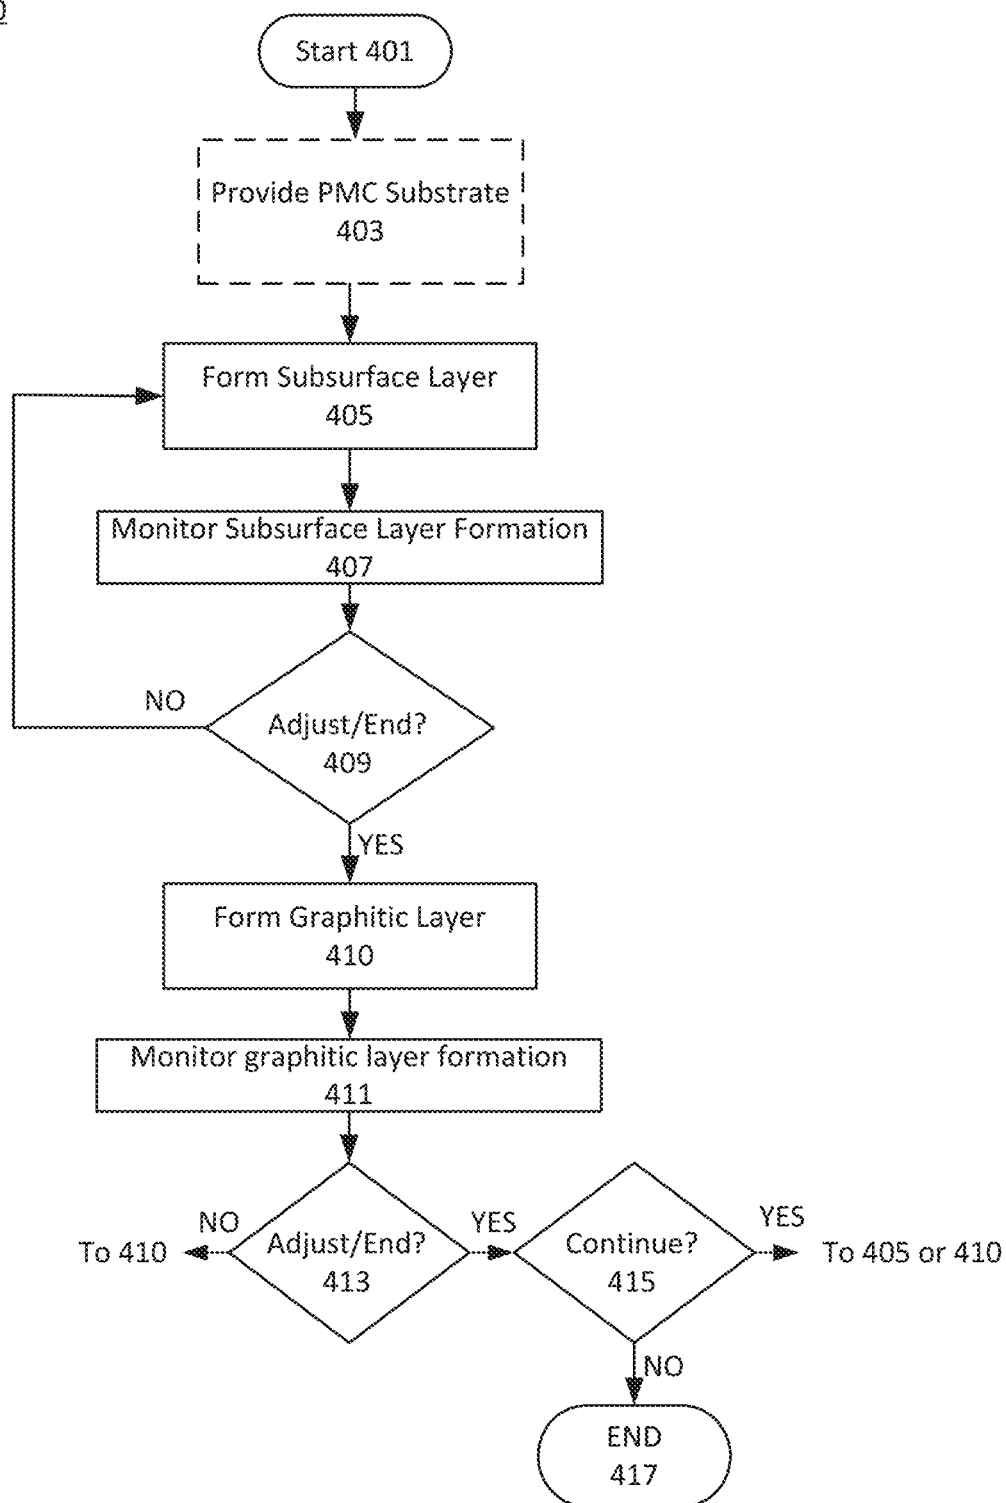 Start 401
Provide PMC Substrate
403
Form Subsurface Layer
405
Monitor Subsurface Layer Formation
407
NO
Adjust/End?
409
YES
Form Graphitic Layer
410
Monitor graphitic layer formation
411
To 410
NO
Adjust/End?
413
YES
Continue?
415
YES
To 405 or 410
NO
END
417